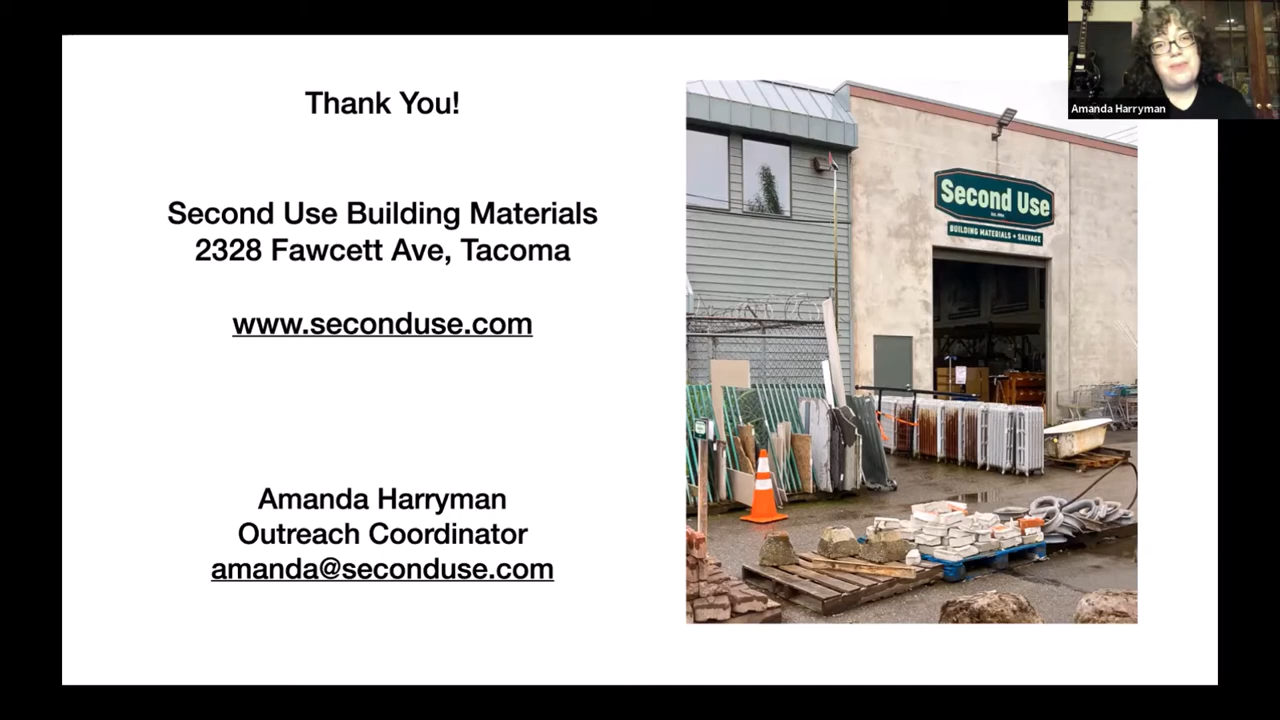 Thank You!
Second Use Building Materials
2328 Fawcett Ave, Tacoma
www.seconduse.com
Amanda Harryman
Outreach Coordinator
amanda@seconduse.com
Second Use
BUILDING MATERIALS + SALVAGE
Amanda Harryman